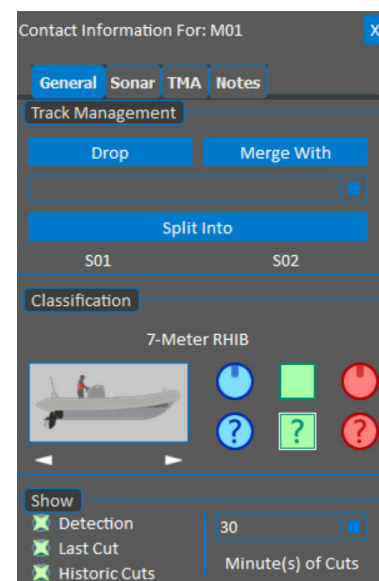 Contact Information For: M01 X
General Sonar TMA Notes
Track Management
Drop Merge With
Split Into
S01 S02
Classification
7-Meter RHIB
? ? ?
Show
Detection 30
Last Cut
Minute(s) of Cuts
Historic Cuts